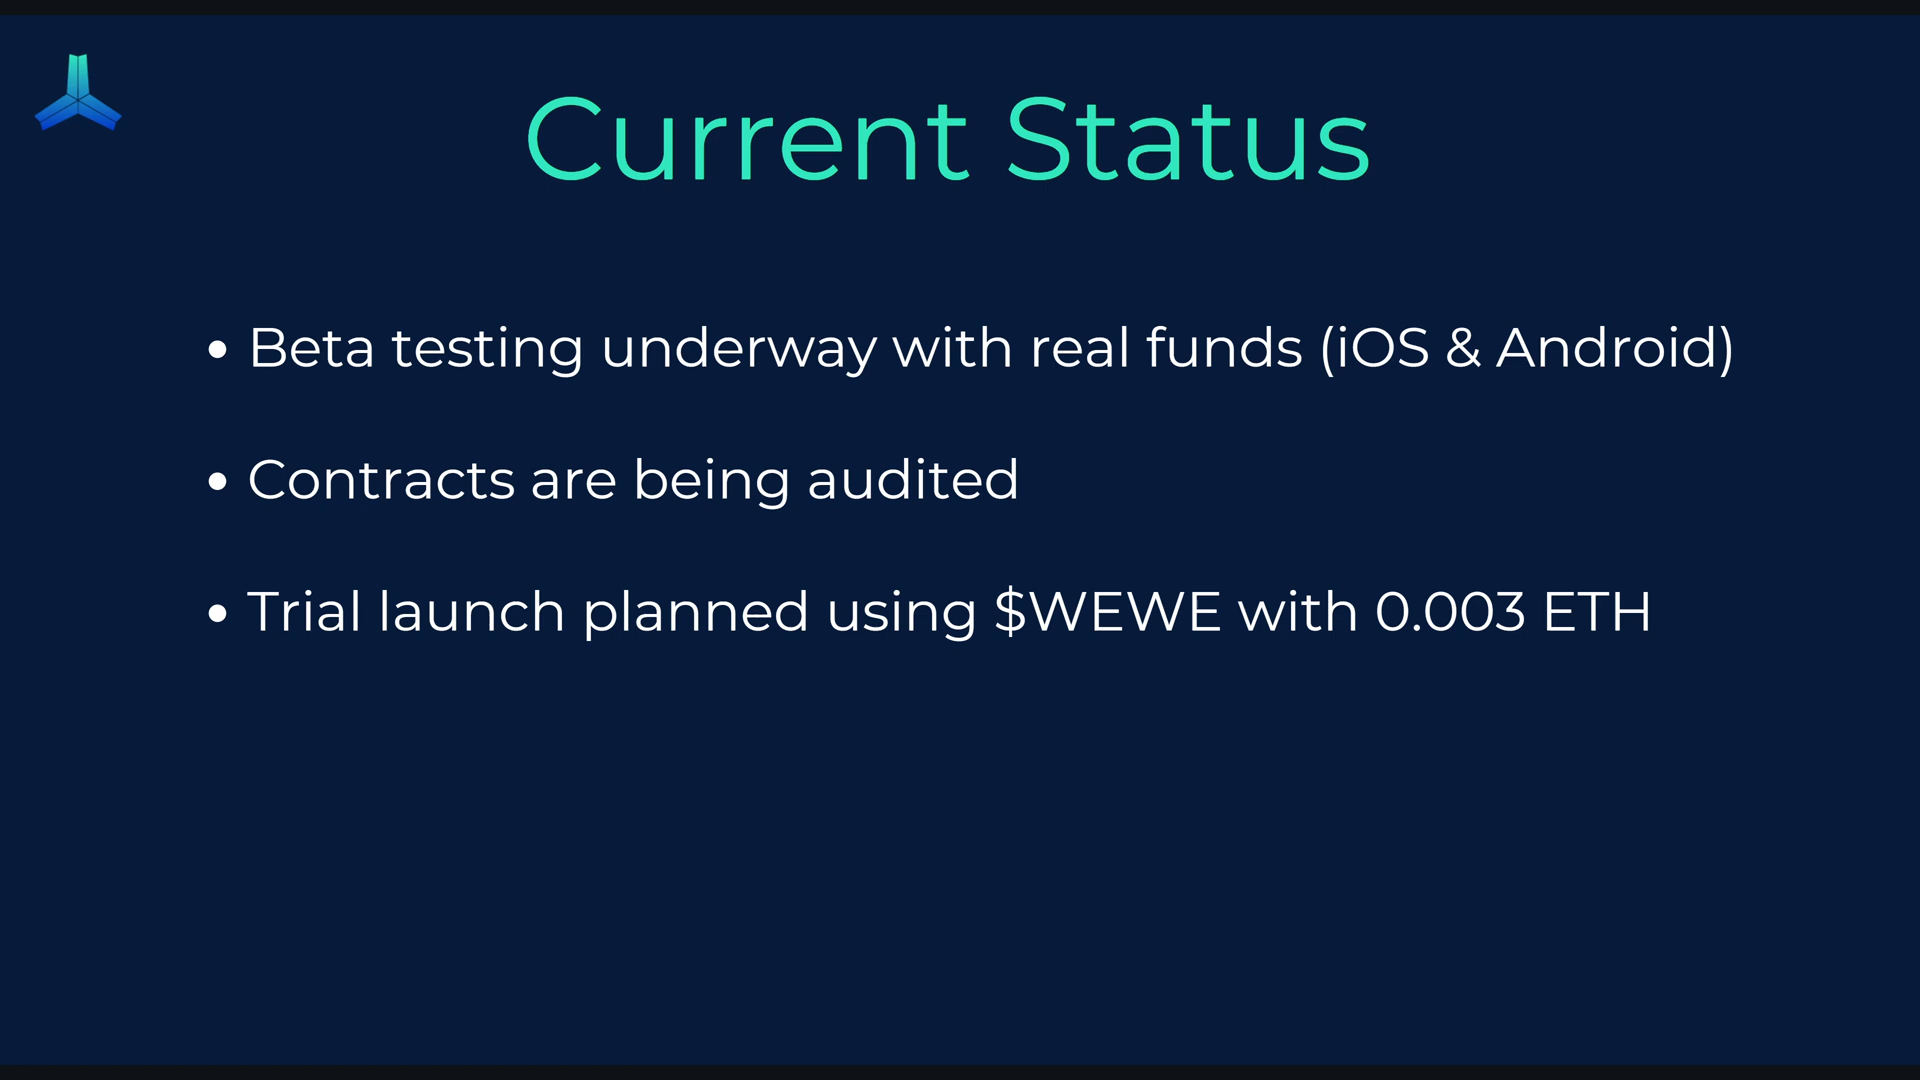 Current Status
• Beta testing underway with real funds (iOS & Android)
• Contracts are being audited
• Trial launch planned using $WEWE with 0.003 ETH